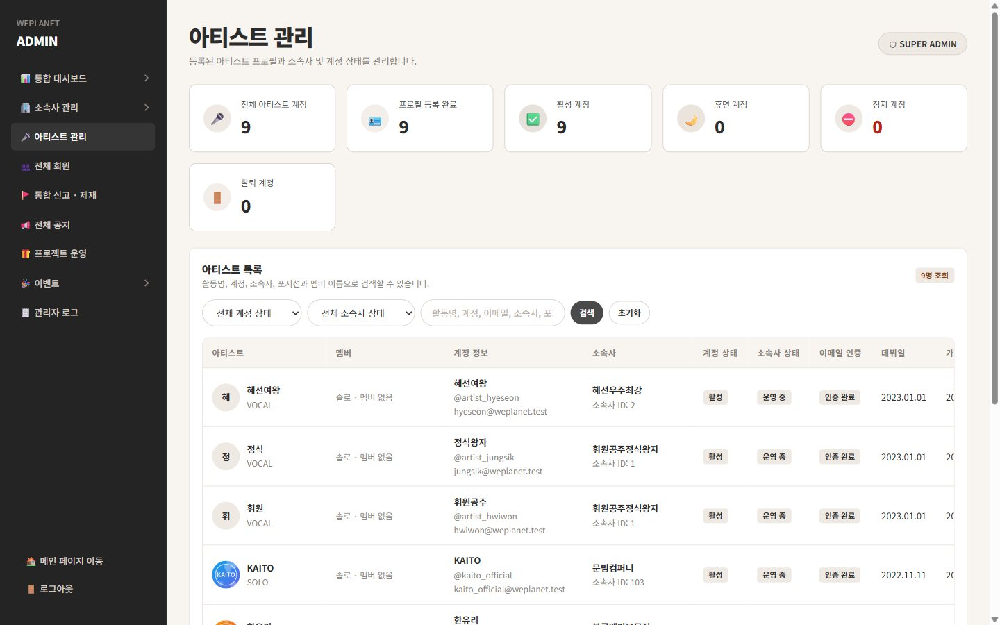 WEPLANET
ADMIN
통합 대시보드
소속사 관리
아티스트 관리
전체 회원
통합 신고 · 제재
전체 공지
프로젝트 운영
이벤트
관리자 로그
메인 페이지 이동
로그아웃
아티스트 관리
등록된 아티스트 프로필과 소속사 및 계정 상태를 관리합니다.
SUPER ADMIN
전체 아티스트 계정
9
프로필 등록 완료
9
활성 계정
9
휴면 계정
0
정지 계정
0
탈퇴 계정
0
아티스트 목록
활동명, 계정, 소속사, 포지션과 멤버 이름으로 검색할 수 있습니다.
9명 조회
전체 계정 상태
전체 소속사 상태
활동명, 계정, 이메일, 소속사, 포
검색
초기화
아티스트 멤버 계정 정보 소속사 계정 상태 소속사 상태 이메일 인증 데뷔일 가
혜
혜선여왕
VOCAL
솔로 · 멤버 없음
혜선여왕
@artist_hyeseon
hyeseon@weplanet.test
혜선우주최강
소속사 ID: 2
활성
운영 중
인증 완료
2023.01.01
20
정
정식
VOCAL
솔로 · 멤버 없음
정식왕자
@artist_jungsik
jungsik@weplanet.test
휘원공주정식왕자
소속사 ID: 1
활성
운영 중
인증 완료
2023.01.01
20
휘
휘원
VOCAL
솔로 · 멤버 없음
휘원공주
@artist_hwiwon
hwiwon@weplanet.test
휘원공주정식왕자
소속사 ID: 1
활성
운영 중
인증 완료
2023.01.01
20
KAITO
KAITO
SOLO
솔로 · 멤버 없음
KAITO
@kaito_official
kaito_official@weplanet.test
문빔컴퍼니
소속사 ID: 103
활성
운영 중
인증 완료
2022.11.11
20
한유리
한유리